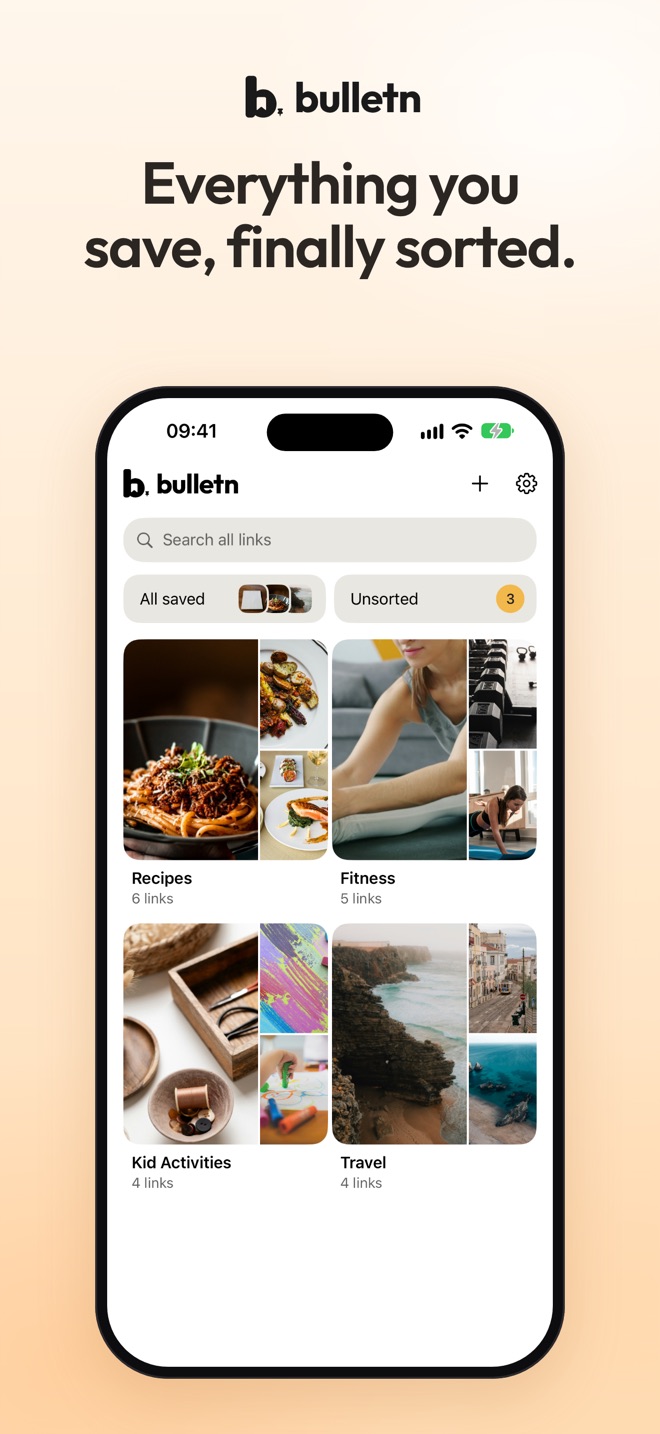 b. bulletn
Everything you
save, finally sorted.
09:41
b. bulletn
Search all links
All saved
Unsorted
3
Recipes
6 links
Fitness
5 links
Kid Activities
4 links
Travel
4 links